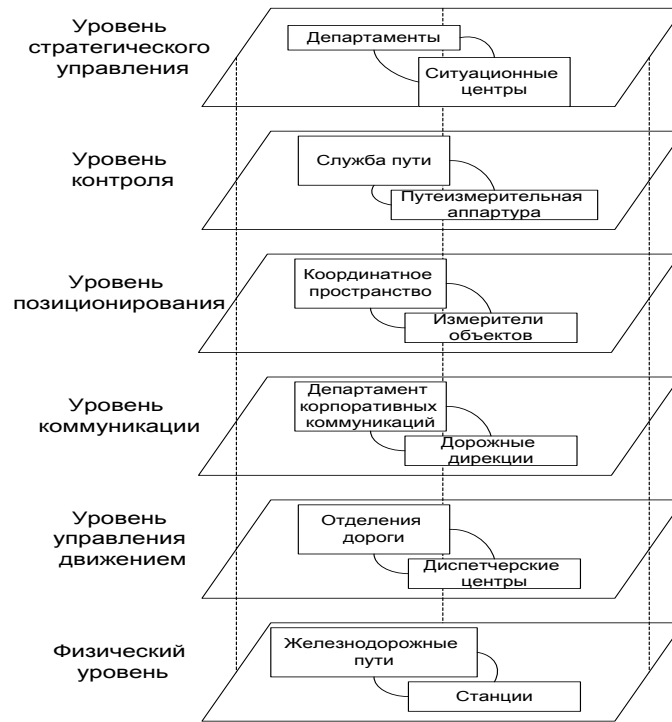 Уровень
стратегического
управления
Департаменты
Ситуационные
центры
Уровень
контроля
Служба пути
Путеизмерительная
аппартура
Уровень
позиционирования
Координатное
пространство
Измерители
объектов
Уровень
коммуникации
Департамент
корпоративных
коммуникаций
Дорожные
дирекции
Уровень
управления
движением
Отделения
дороги
Диспетчерские
центры
Физический
уровень
Железнодорожные
пути
Станции